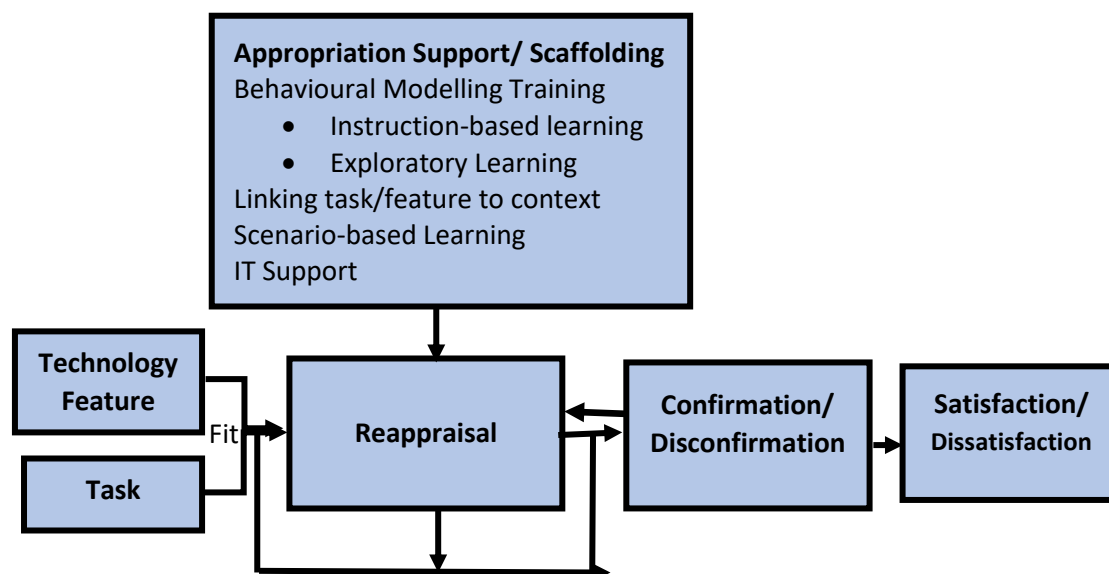 Appropriation Support/ Scaffolding
Behavioural Modelling Training
• Instruction-based learning
• Exploratory Learning
Linking task/feature to context
Scenario-based Learning
IT Support
Technology
Feature
Fit
Task
Reappraisal
Confirmation/
Disconfirmation
Satisfaction/
Dissatisfaction